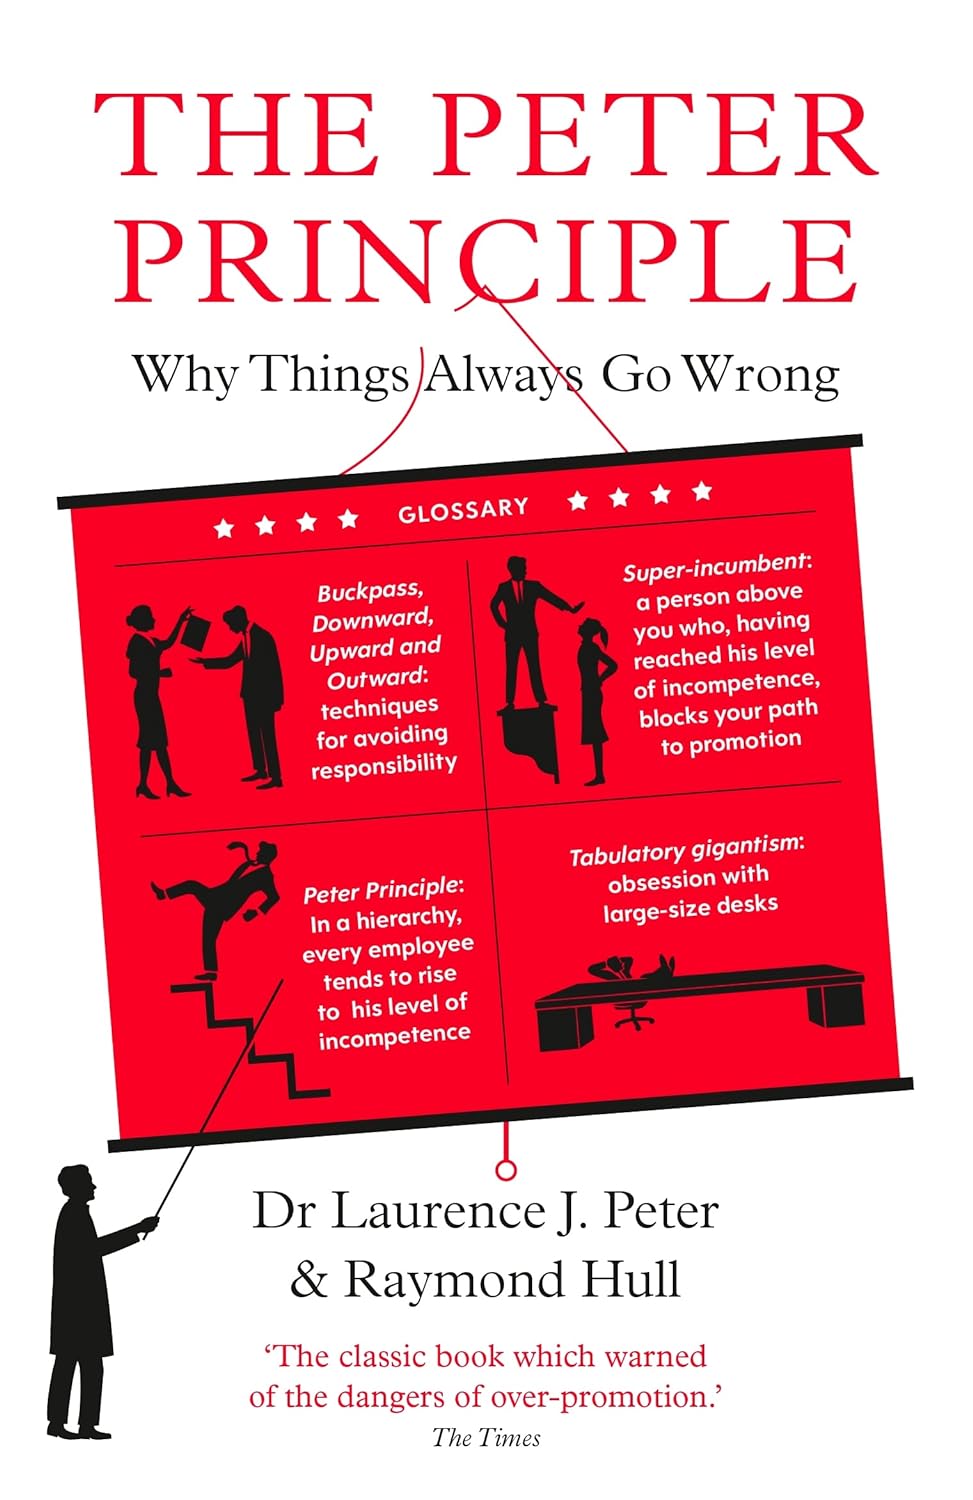 THE PETER
PRINCIPLE
Why Things Always Go Wrong
GLOSSARY
Buckpass,
Downward,
Upward and
Outward:
techniques
for avoiding
responsibility
Super-incumbent:
a person above
you who, having
reached his level
of incompetence,
blocks your path
to promotion
Peter Principle:
In a hierarchy,
every employee
tends to rise
to his level of
incompetence
Tabulatory gigantism:
obsession with
large-size desks
Dr Laurence J. Peter
& Raymond Hull
‘The classic book which warned
of the dangers of over-promotion.’
The Times